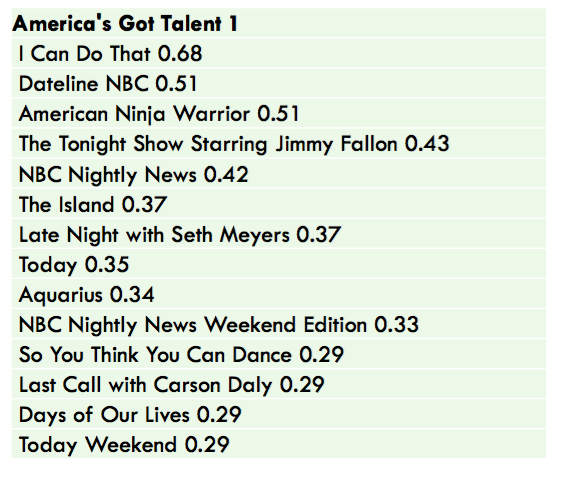 America's Got Talent 1
I Can Do That 0.68
Dateline NBC 0.51
American Ninja Warrior 0.51
The Tonight Show Starring Jimmy Fallon 0.43
NBC Nightly News 0.42
The Island 0.37
Late Night with Seth Meyers 0.37
Today 0.35
Aquarius 0.34
NBC Nightly News Weekend Edition 0.33
So You Think You Can Dance 0.29
Last Call with Carson Daly 0.29
Days of Our Lives 0.29
Today Weekend 0.29